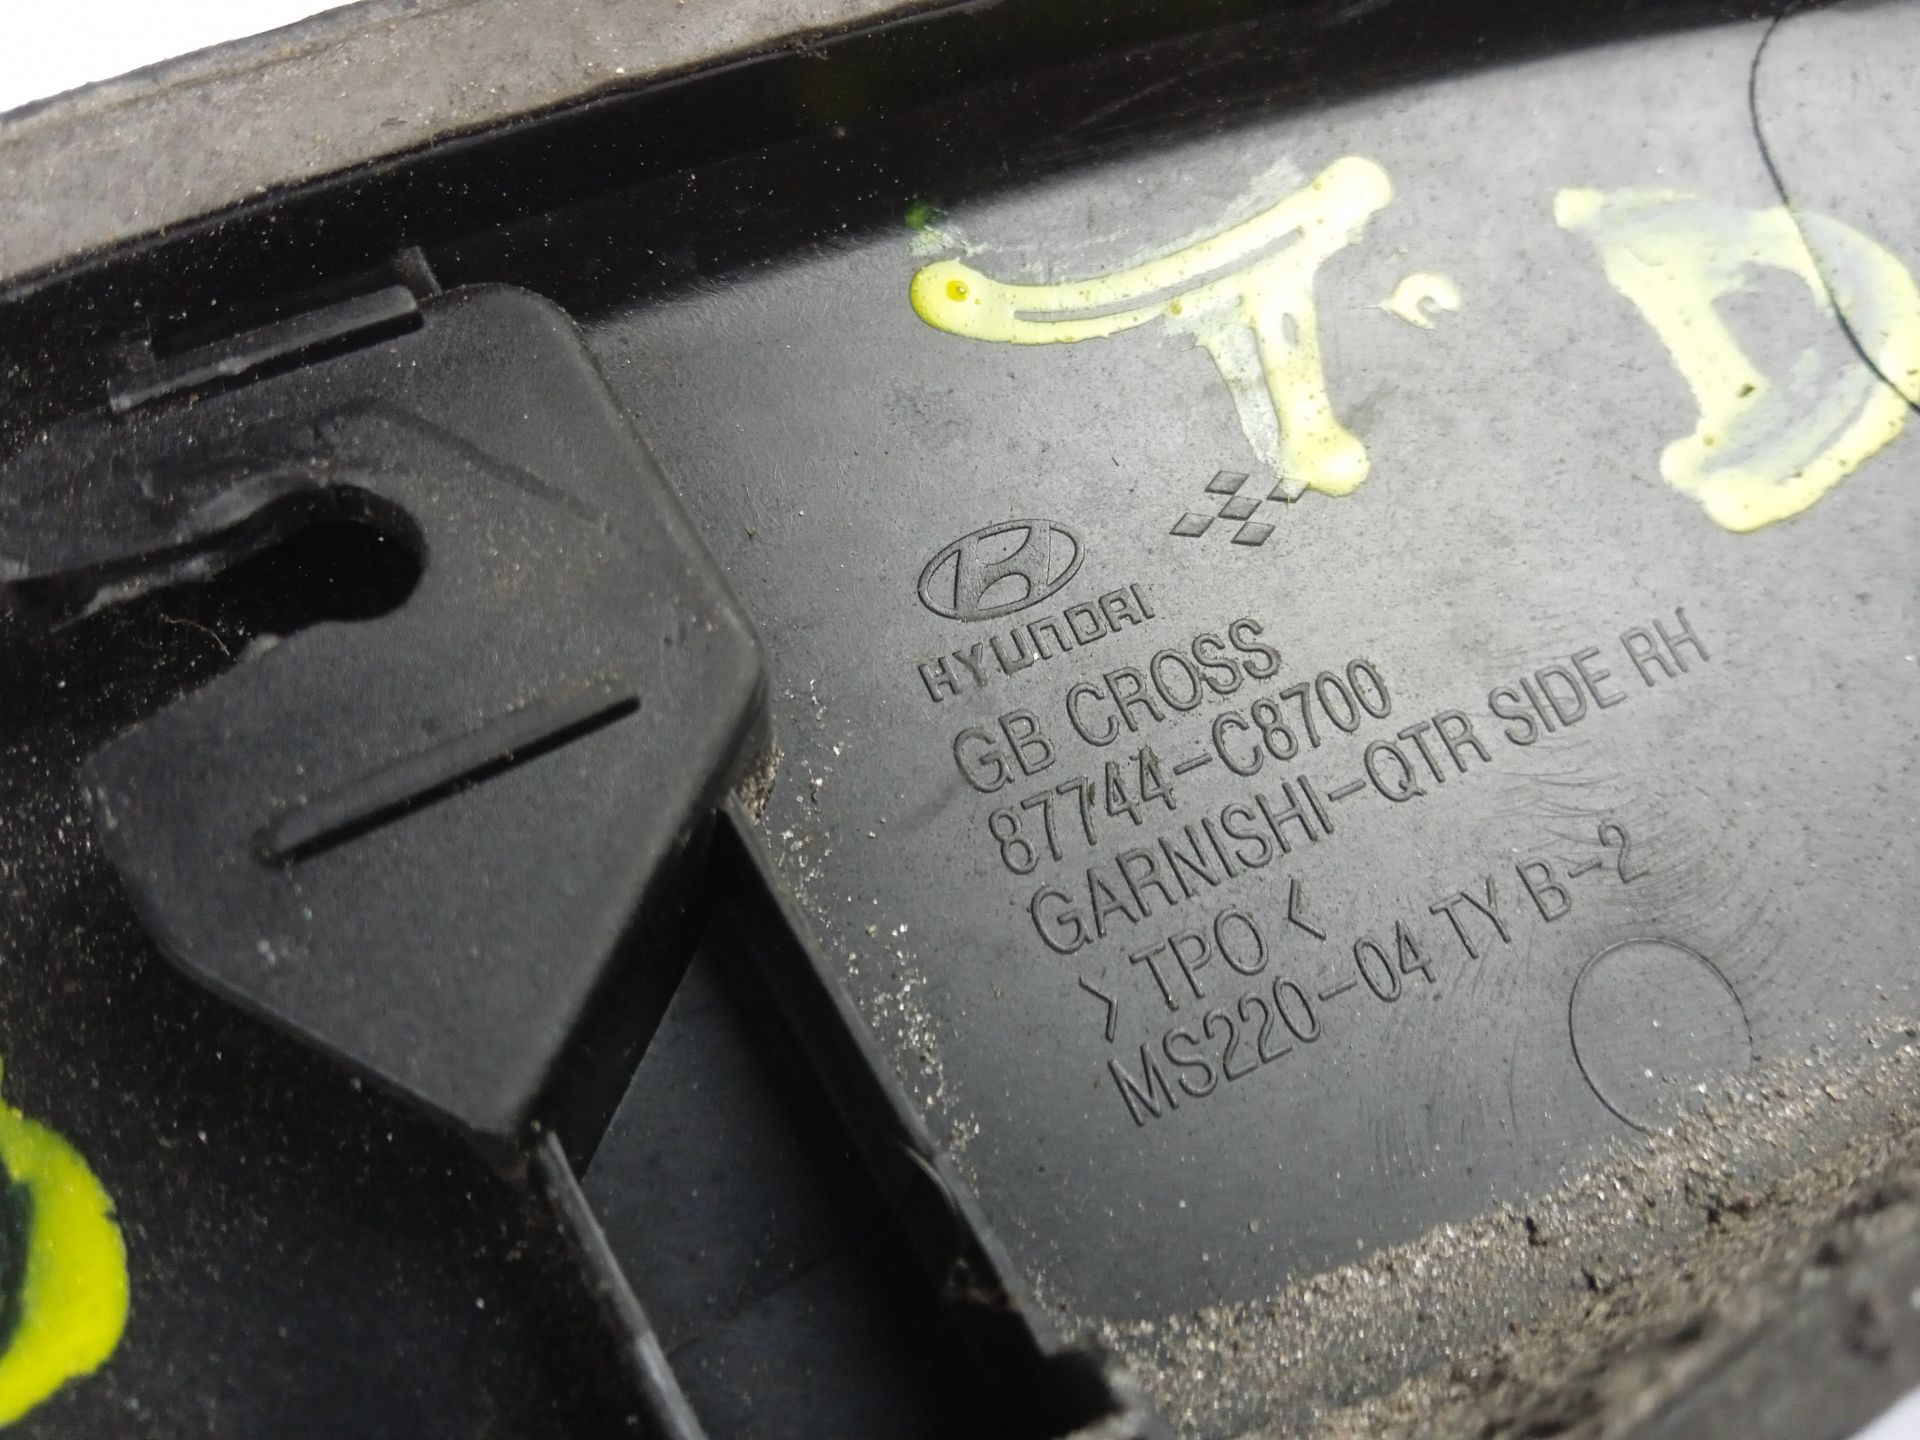 T. D
HYUNDAI
GB CROSS
87744-C8700
GARNISHI-QTR SIDE RH
>TPO<
MS220-04 TY B-2